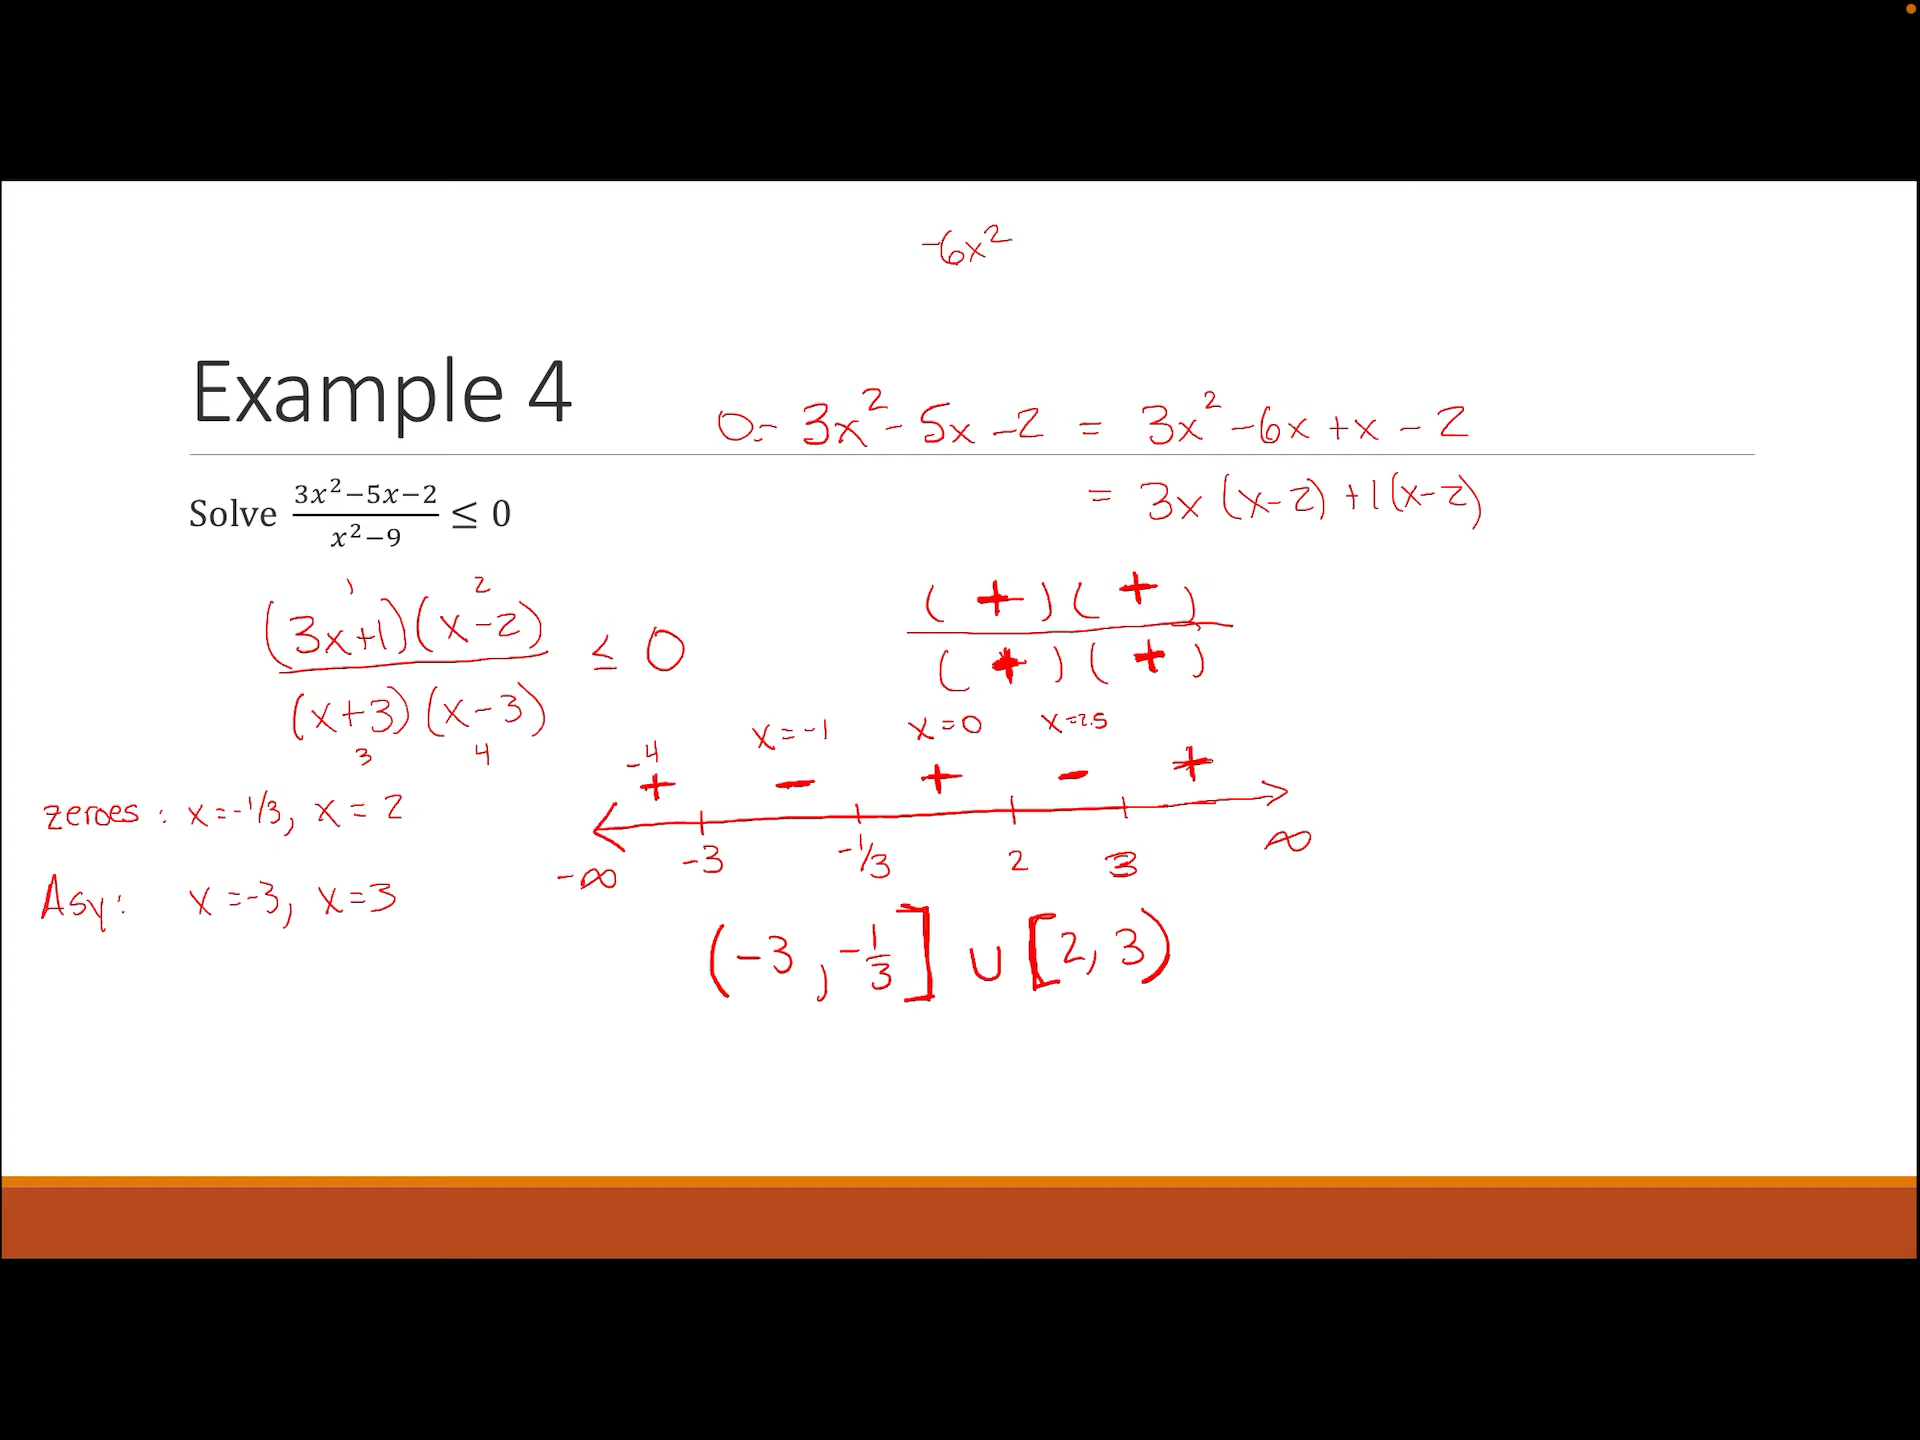 -6x²
Example 4
0= 3x² - 5x - 2 = 3x² - 6x + x - 2
= 3x (x-2) + 1(x-2)
Solve (3x²−5x−2)/(x²−9) ≤ 0
1 2
(3x+1)(x-2)
≤ 0
(x+3)(x-3)
3 4
( + ) ( + )
( + ) ( + )
-4 x=-1 x=0 x=2.5
+ - + - +
-∞ -3 -1/3 2 3 ∞
zeroes: x=-1/3, x=2
Asy: x=-3, x=3
(-3, -1/3] ∪ [2, 3)